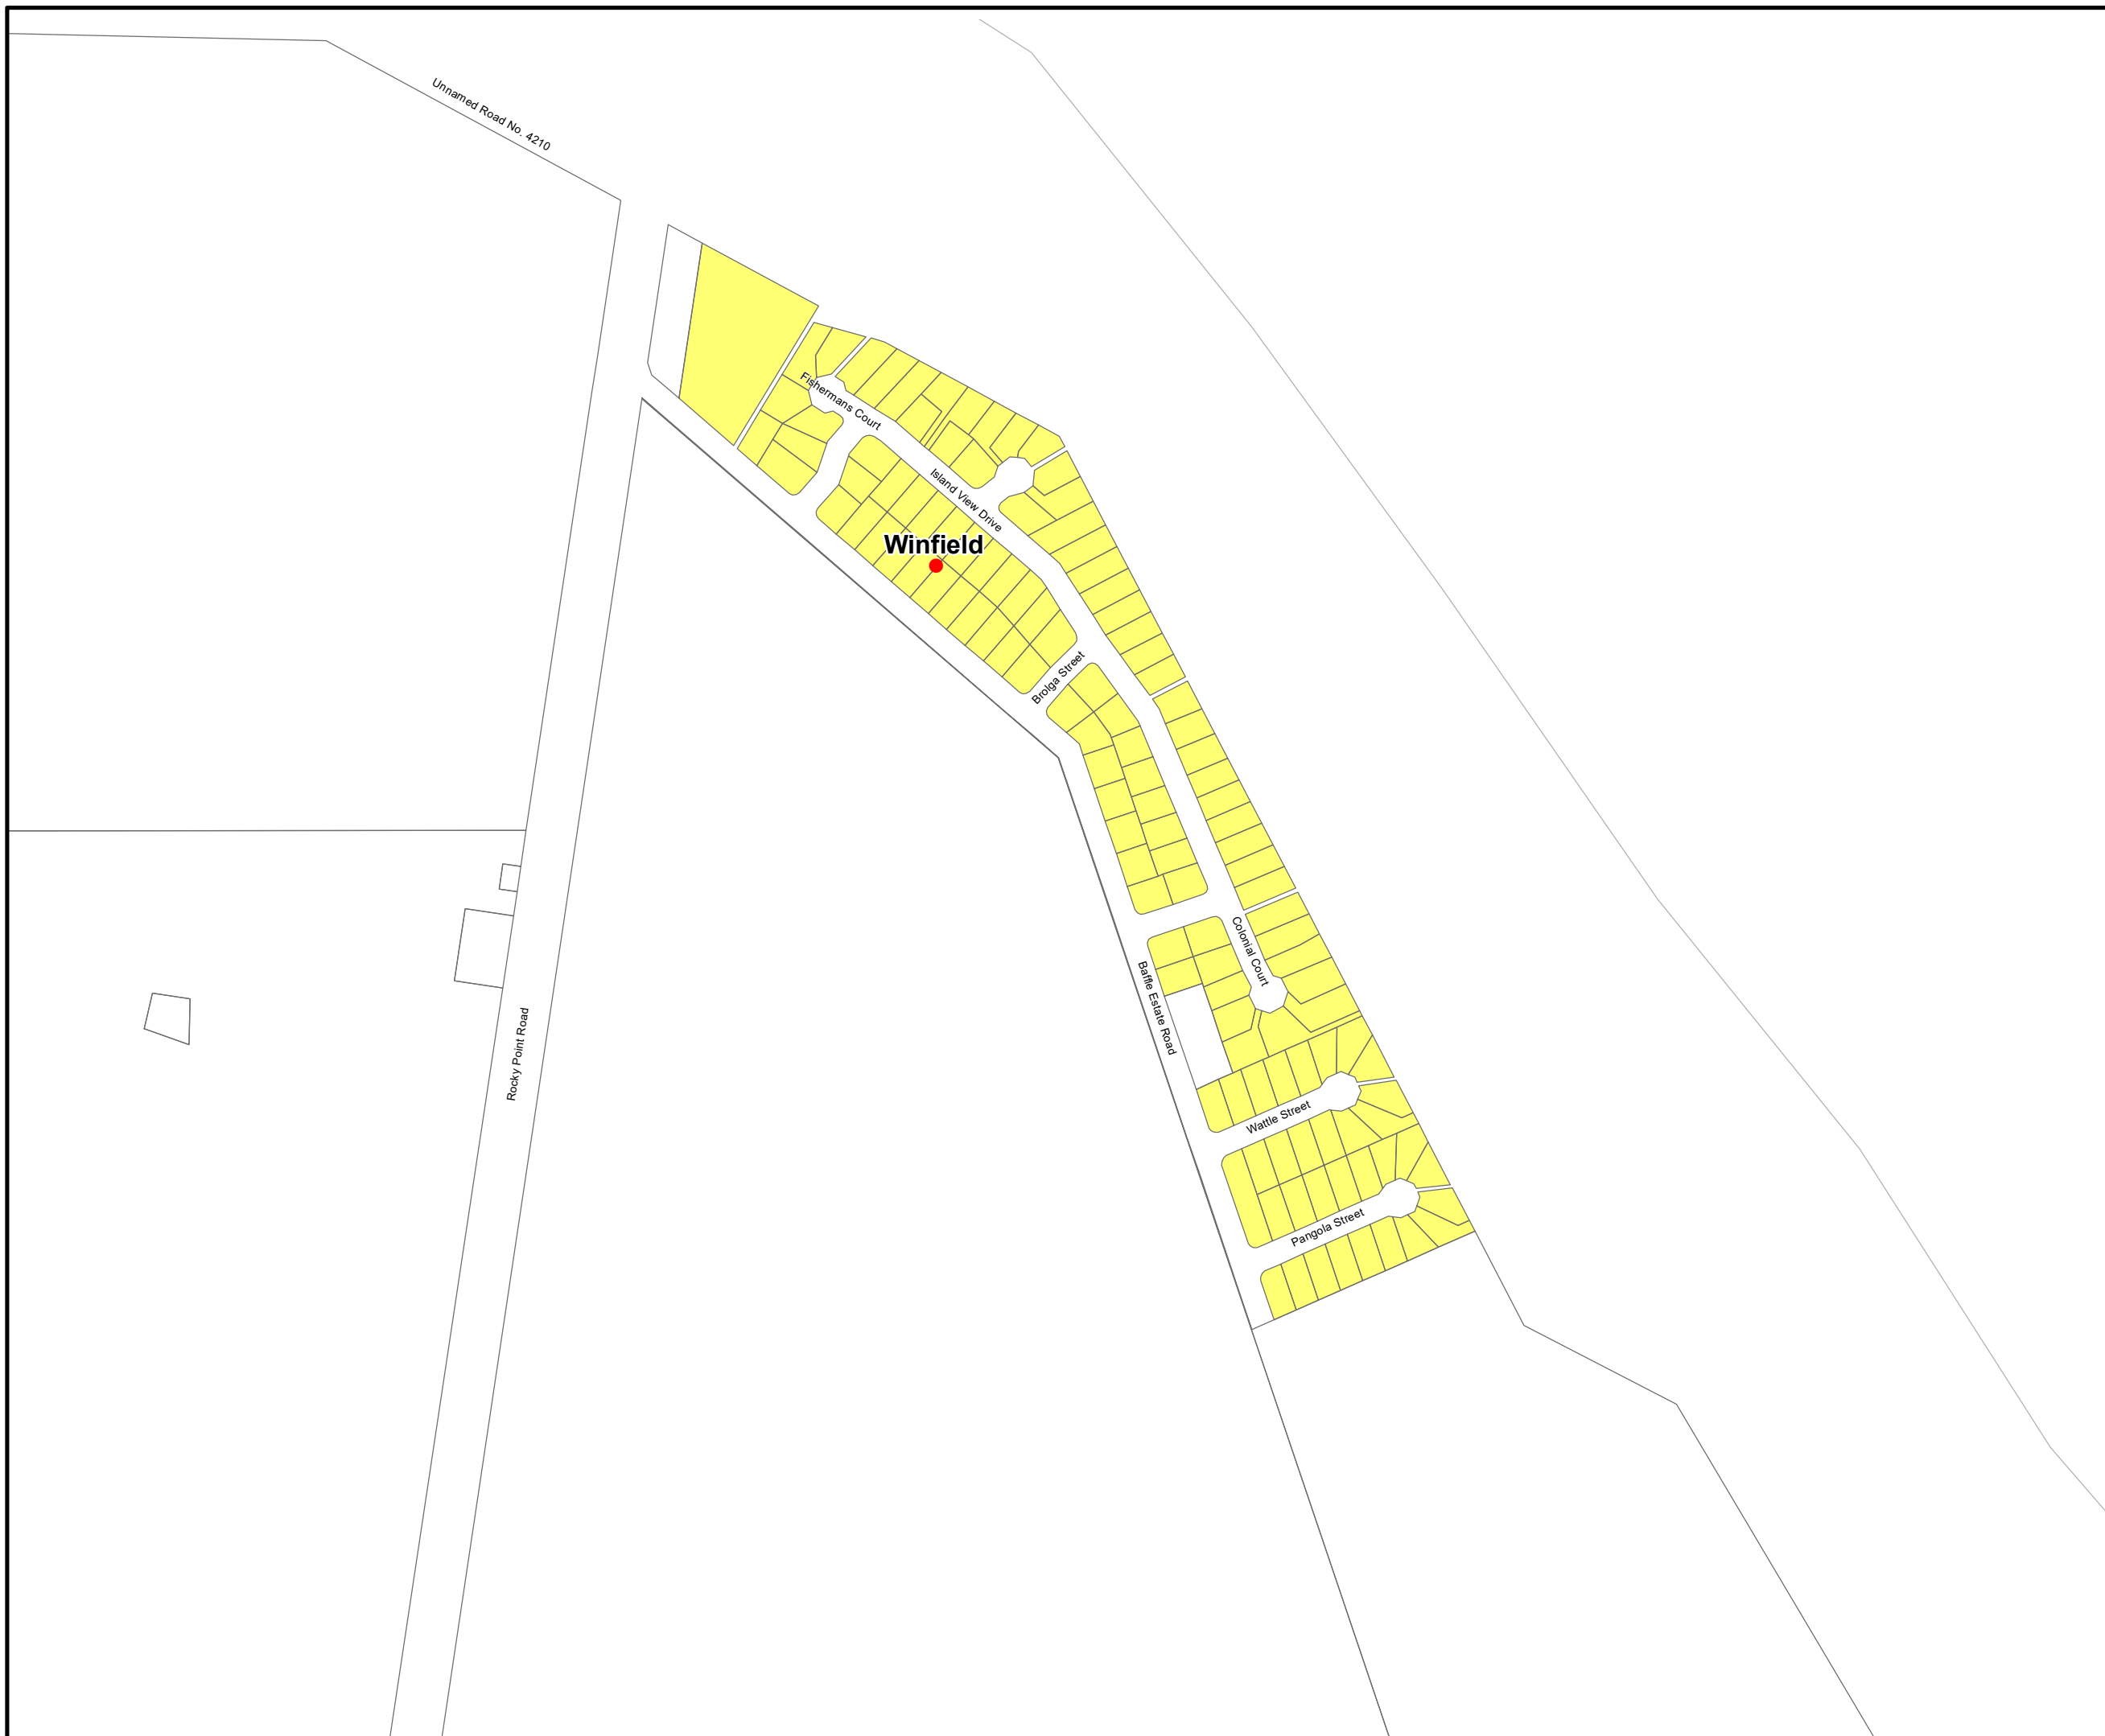 Unnamed Road No. 4210
Fishermans Court
Island View Drive
Winfield
Brolga Street
Colonial Court
Baffle Estate Road
Rocky Point Road
Wattle Street
Pangola Street